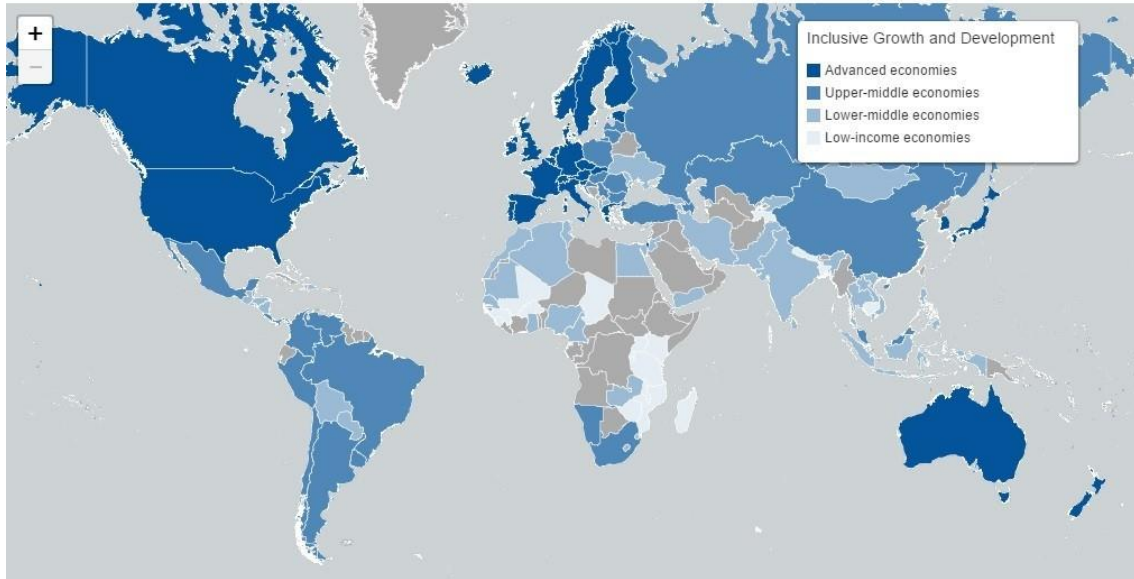 +
−
Inclusive Growth and Development
Advanced economies
Upper-middle economies
Lower-middle economies
Low-income economies